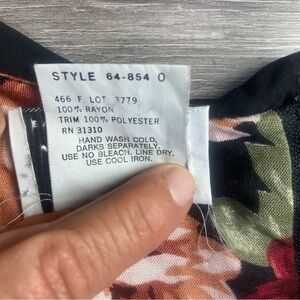 STYLE 64-854 O
466 F LOT 3779
100% RAYON
TRIM 100% POLYESTER
RN 31310
HAND WASH COLD,
DARKS SEPARATELY,
USE NO BLEACH. LINE DRY.
USE COOL IRON.